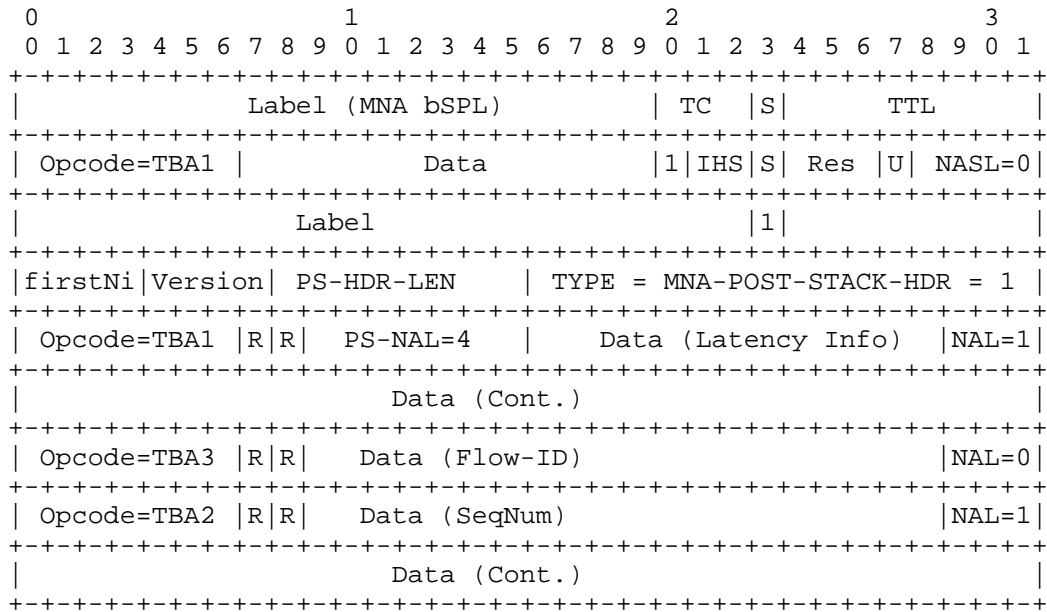 0                   1                   2                   3
 0 1 2 3 4 5 6 7 8 9 0 1 2 3 4 5 6 7 8 9 0 1 2 3 4 5 6 7 8 9 0 1
+-+-+-+-+-+-+-+-+-+-+-+-+-+-+-+-+-+-+-+-+-+-+-+-+-+-+-+-+-+-+-+-+
|              Label (MNA bSPL)         | TC  |S|      TTL      |
+-+-+-+-+-+-+-+-+-+-+-+-+-+-+-+-+-+-+-+-+-+-+-+-+-+-+-+-+-+-+-+-+
| Opcode=TBA1 |           Data          |1|IHS|S| Res |U| NASL=0|
+-+-+-+-+-+-+-+-+-+-+-+-+-+-+-+-+-+-+-+-+-+-+-+-+-+-+-+-+-+-+-+-+
|                 Label                       |1|               |
+-+-+-+-+-+-+-+-+-+-+-+-+-+-+-+-+-+-+-+-+-+-+-+-+-+-+-+-+-+-+-+-+
|firstNi|Version| PS-HDR-LEN    | TYPE = MNA-POST-STACK-HDR = 1 |
+-+-+-+-+-+-+-+-+-+-+-+-+-+-+-+-+-+-+-+-+-+-+-+-+-+-+-+-+-+-+-+-+
| Opcode=TBA1 |R|R|  PS-NAL=4   |    Data (Latency Info)  |NAL=1|
+-+-+-+-+-+-+-+-+-+-+-+-+-+-+-+-+-+-+-+-+-+-+-+-+-+-+-+-+-+-+-+-+
|                       Data (Cont.)                            |
+-+-+-+-+-+-+-+-+-+-+-+-+-+-+-+-+-+-+-+-+-+-+-+-+-+-+-+-+-+-+-+-+
| Opcode=TBA3 |R|R|   Data (Flow-ID)                      |NAL=0|
+-+-+-+-+-+-+-+-+-+-+-+-+-+-+-+-+-+-+-+-+-+-+-+-+-+-+-+-+-+-+-+-+
| Opcode=TBA2 |R|R|   Data (SeqNum)                       |NAL=1|
+-+-+-+-+-+-+-+-+-+-+-+-+-+-+-+-+-+-+-+-+-+-+-+-+-+-+-+-+-+-+-+-+
|                       Data (Cont.)                            |
+-+-+-+-+-+-+-+-+-+-+-+-+-+-+-+-+-+-+-+-+-+-+-+-+-+-+-+-+-+-+-+-+